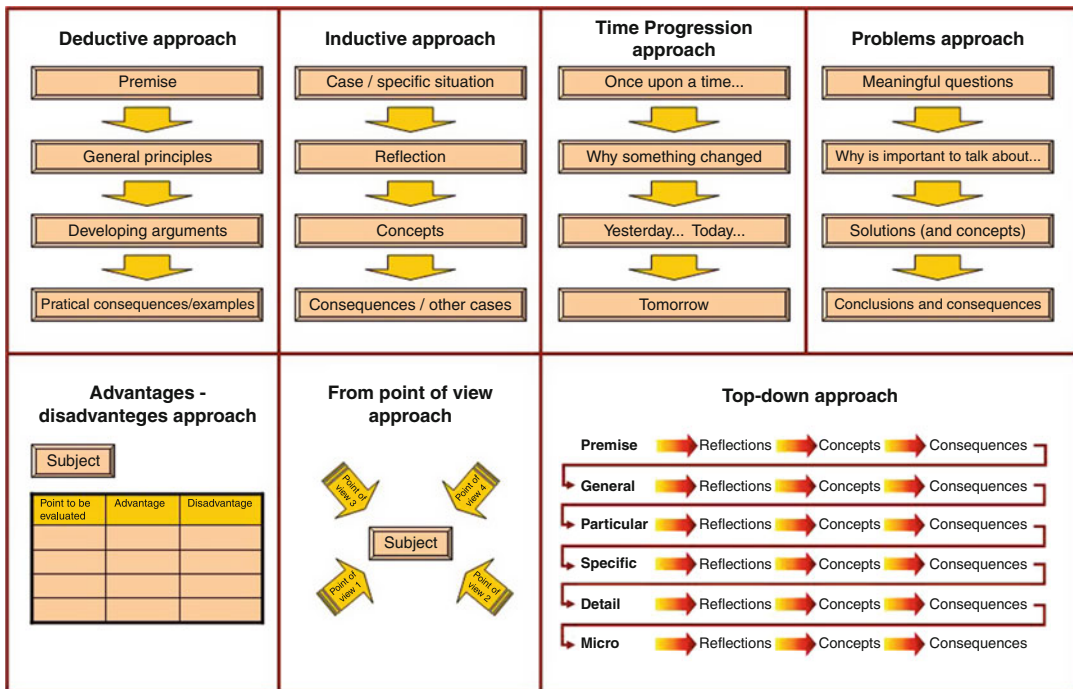 Deductive approach
Premise
General principles
Developing arguments
Pratical consequences/examples
Inductive approach
Case / specific situation
Reflection
Concepts
Consequences / other cases
Time Progression
approach
Once upon a time...
Why something changed
Yesterday... Today...
Tomorrow
Problems approach
Meaningful questions
Why is important to talk about...
Solutions (and concepts)
Conclusions and consequences
Advantages -
disadvanteges approach
Subject
Point to be
evaluated
Advantage
Disadvantage
From point of view
approach
Point of
view 3
Point of
view 4
Subject
Point of
view 1
Point of
view 2
Top-down approach
Premise Reflections Concepts Consequences
General Reflections Concepts Consequences
Particular Reflections Concepts Consequences
Specific Reflections Concepts Consequences
Detail Reflections Concepts Consequences
Micro Reflections Concepts Consequences